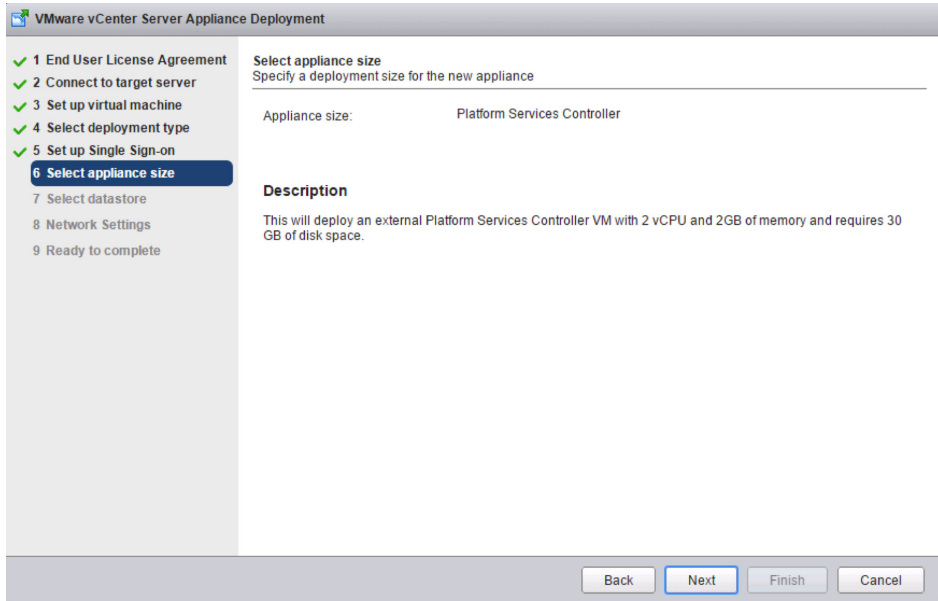 VMware vCenter Server Appliance Deployment
1 End User License Agreement
2 Connect to target server
3 Set up virtual machine
4 Select deployment type
5 Set up Single Sign-on
6 Select appliance size
7 Select datastore
8 Network Settings
9 Ready to complete
Select appliance size
Specify a deployment size for the new appliance
Appliance size: Platform Services Controller
Description
This will deploy an external Platform Services Controller VM with 2 vCPU and 2GB of memory and requires 30
GB of disk space.
Back Next Finish Cancel